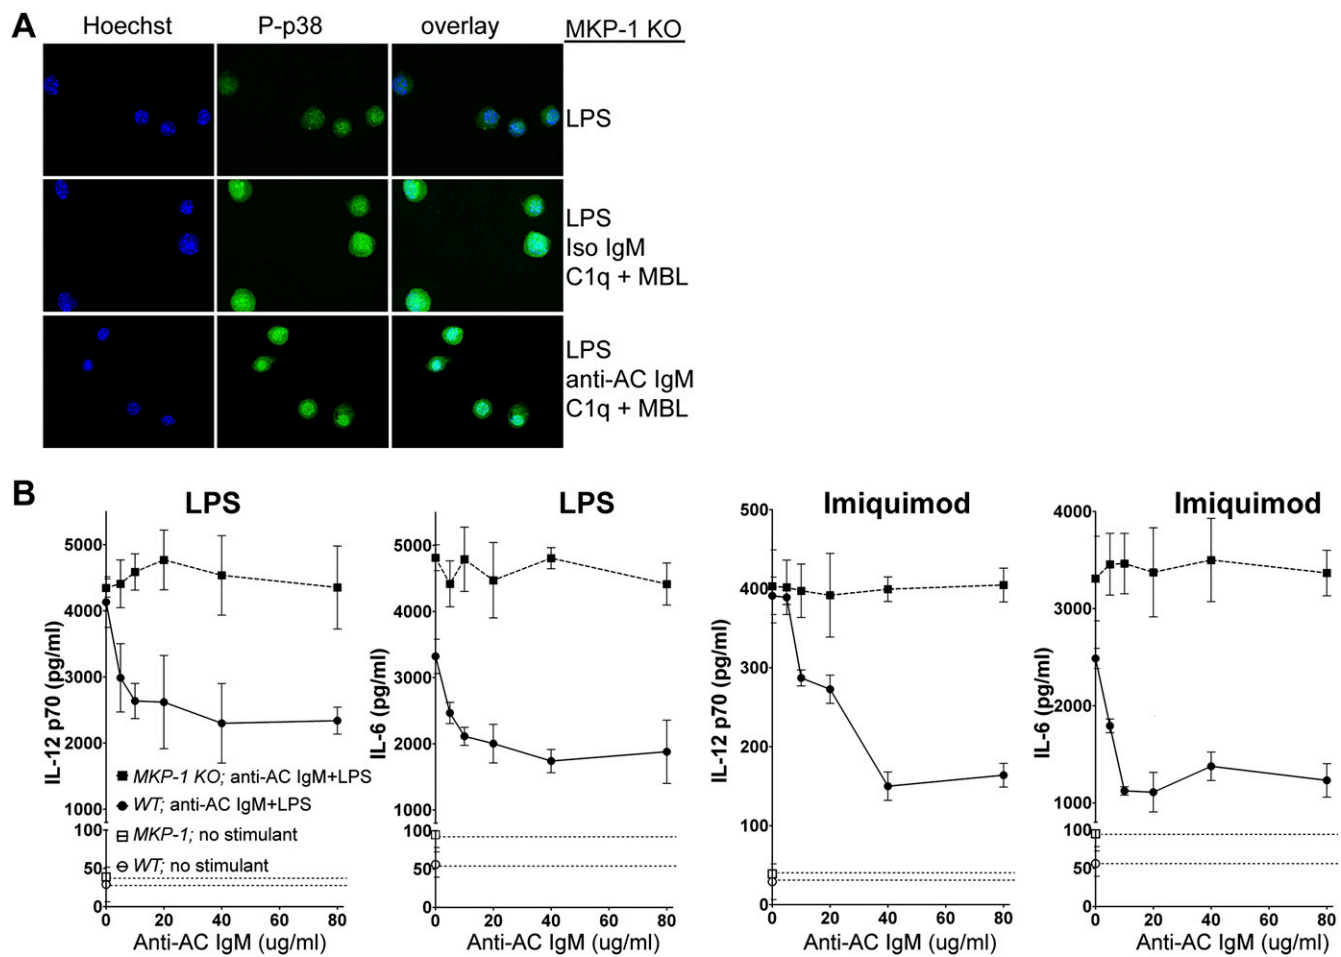 A
Hoechst P-p38 overlay MKP-1 KO
LPS
LPS
Iso IgM
C1q + MBL
LPS
anti-AC IgM
C1q + MBL
B
LPS
IL-12 p70 (pg/ml)
5000
4000
3000
2000
1000
100
50
0
MKP-1 KO; anti-AC IgM+LPS
WT; anti-AC IgM+LPS
MKP-1; no stimulant
WT; no stimulant
0 20 40 60 80
Anti-AC IgM (ug/ml)
LPS
IL-6 (pg/ml)
5000
4000
3000
2000
1000
100
50
0
0 20 40 60 80
Anti-AC IgM (ug/ml)
Imiquimod
IL-12 p70 (pg/ml)
500
400
300
200
100
0
0 20 40 60 80
Anti-AC IgM (ug/ml)
Imiquimod
IL-6 (pg/ml)
4000
3000
2000
1000
100
50
0
0 20 40 60 80
Anti-AC IgM (ug/ml)